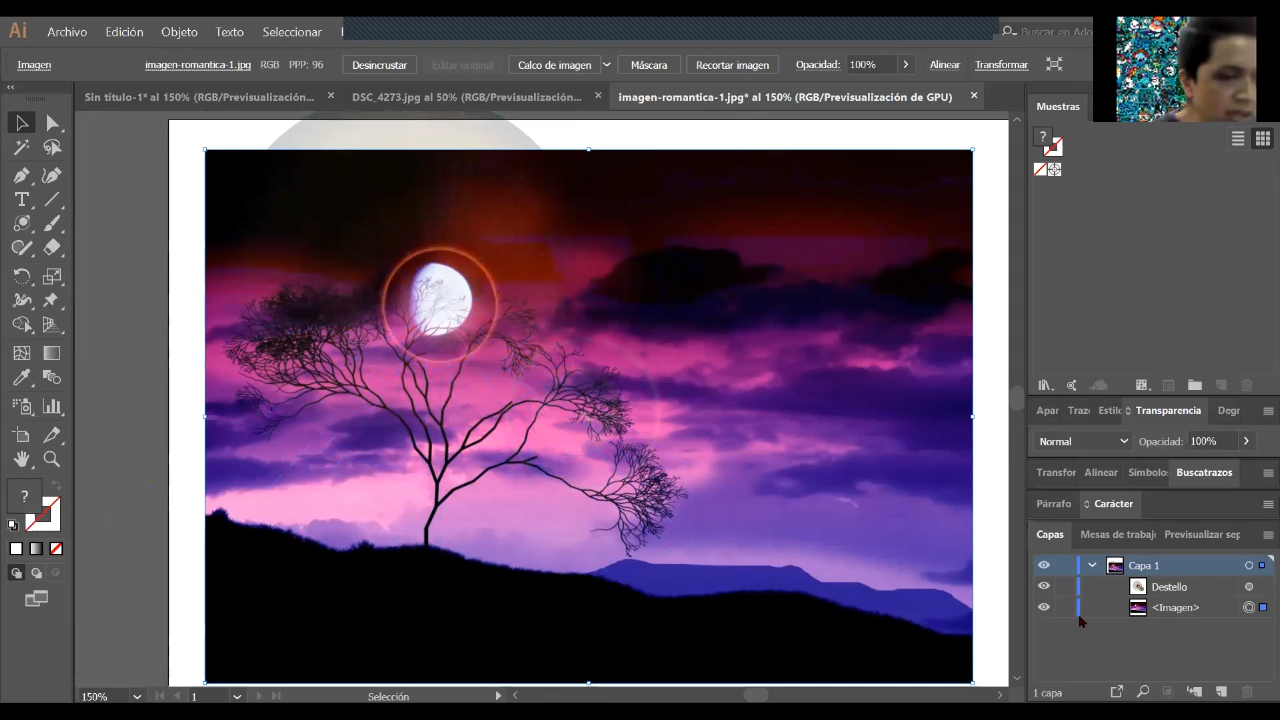 Ai Archivo Edición Objeto Texto Seleccionar
Buscar en Ado
Imagen imagen-romantica-1.jpg RGB PPP: 96 Desincrustar Editar original Calco de imagen Máscara Recortar imagen Opacidad: 100% Alinear Transformar
Sin título-1* al 150% (RGB/Previsualización... DSC_4273.jpg al 50% (RGB/Previsualización... imagen-romantica-1.jpg* al 150% (RGB/Previsualización de GPU)
Muestras
Apar Traz Estilo Transparencia Degr
Normal Opacidad: 100%
Transfor Alinear Símbolo Buscatrazos
Párrafo Carácter
Capas Mesas de trabaj Previsualizar sep
Capa 1
Destello
<Imagen>
1 capa
150% 1 Selección